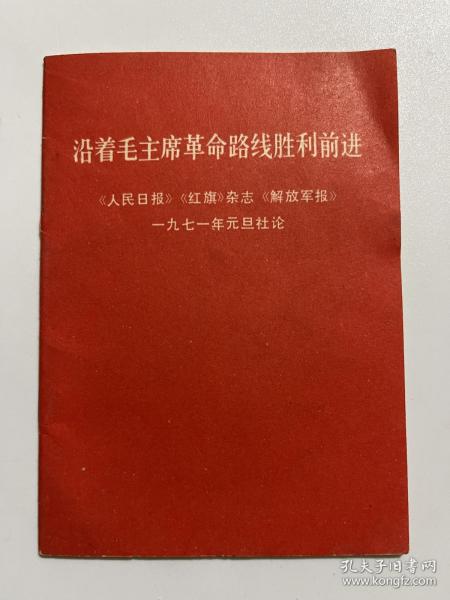 沿着毛主席革命路线胜利前进
《人民日报》《红旗》杂志《解放军报》
一九七一年元旦社论
孔夫子旧书网
www.kongfz.com